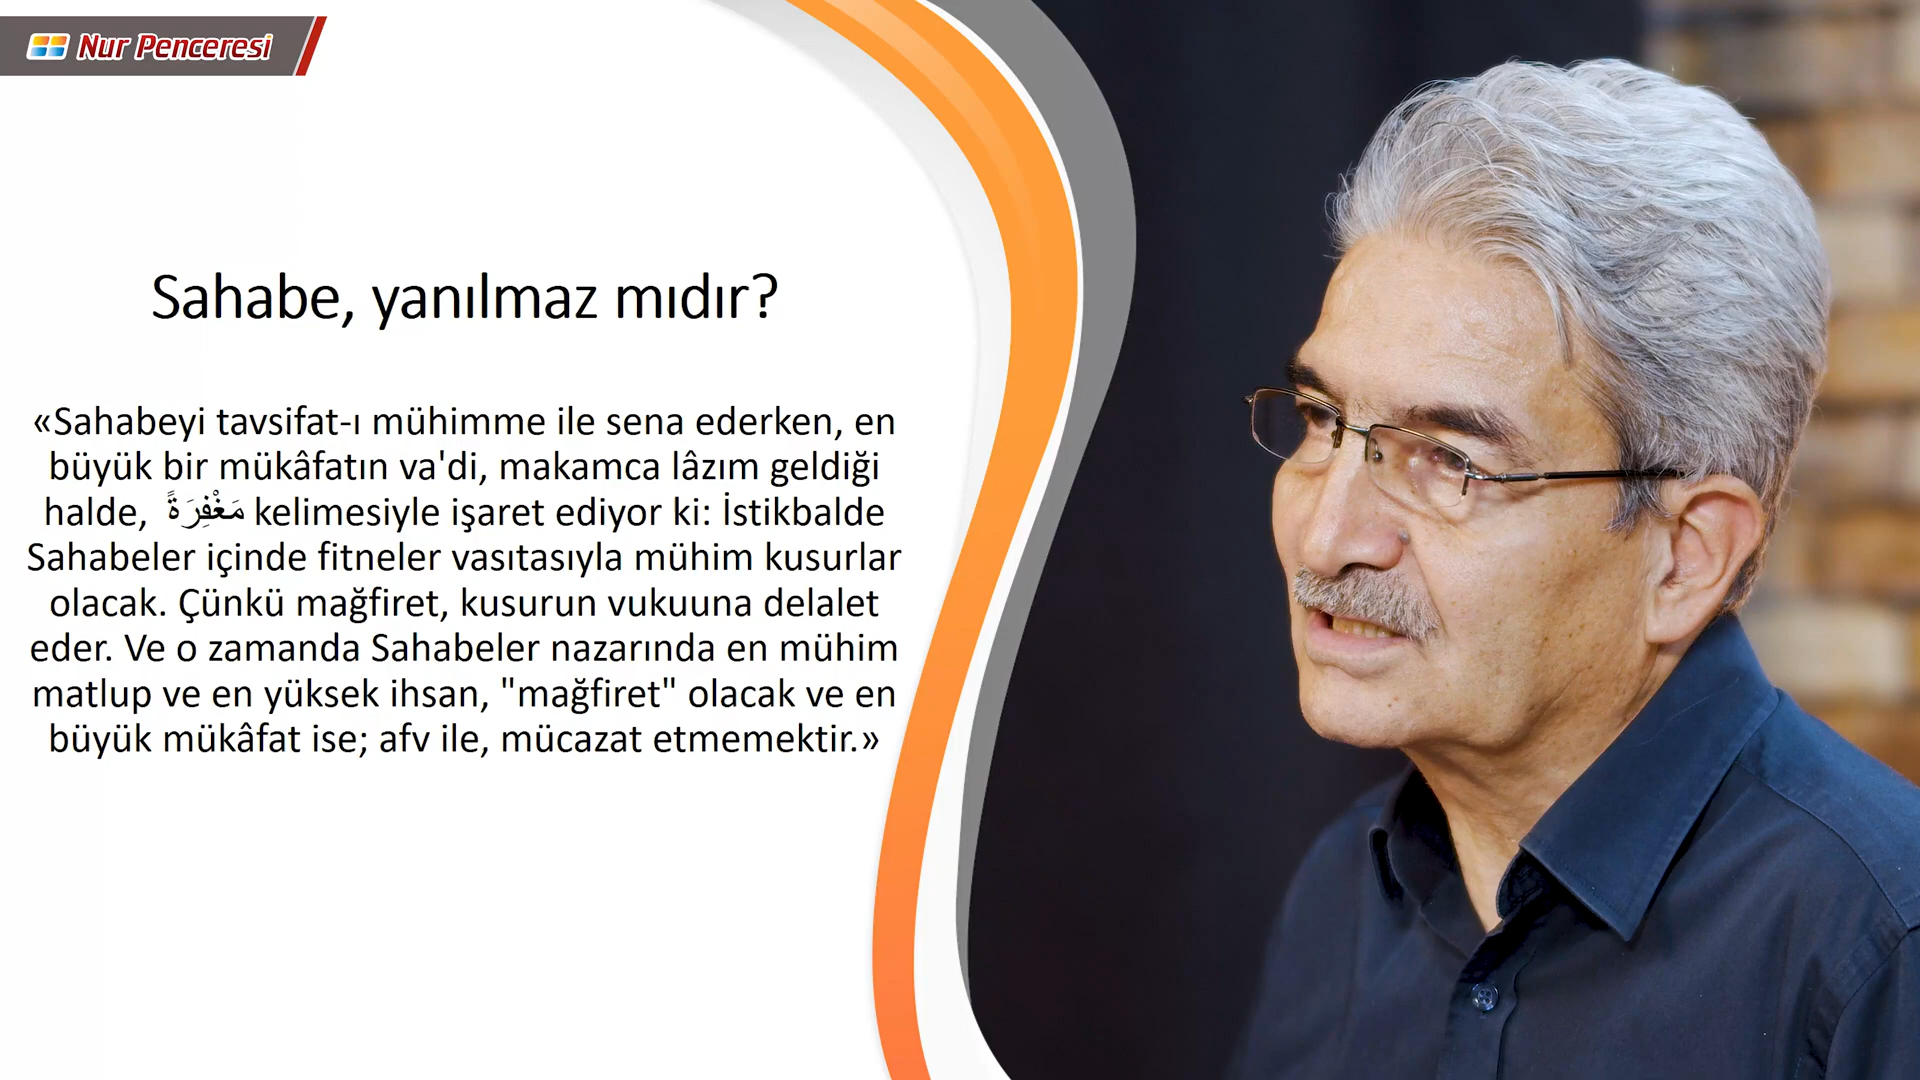 Nur Penceresi
Sahabe, yanılmaz mıdır?
«Sahabeyi tavsifat-ı mühimme ile sena ederken, en
büyük bir mükâfatın va'di, makamca lâzım geldiği
halde, مَغْفِرَةً kelimesiyle işaret ediyor ki: İstikbalde
Sahabeler içinde fitneler vasıtasıyla mühim kusurlar
olacak. Çünkü mağfiret, kusurun vukuuna delalet
eder. Ve o zamanda Sahabeler nazarında en mühim
matlup ve en yüksek ihsan, "mağfiret" olacak ve en
büyük mükâfat ise; afv ile, mücazat etmemektir.»